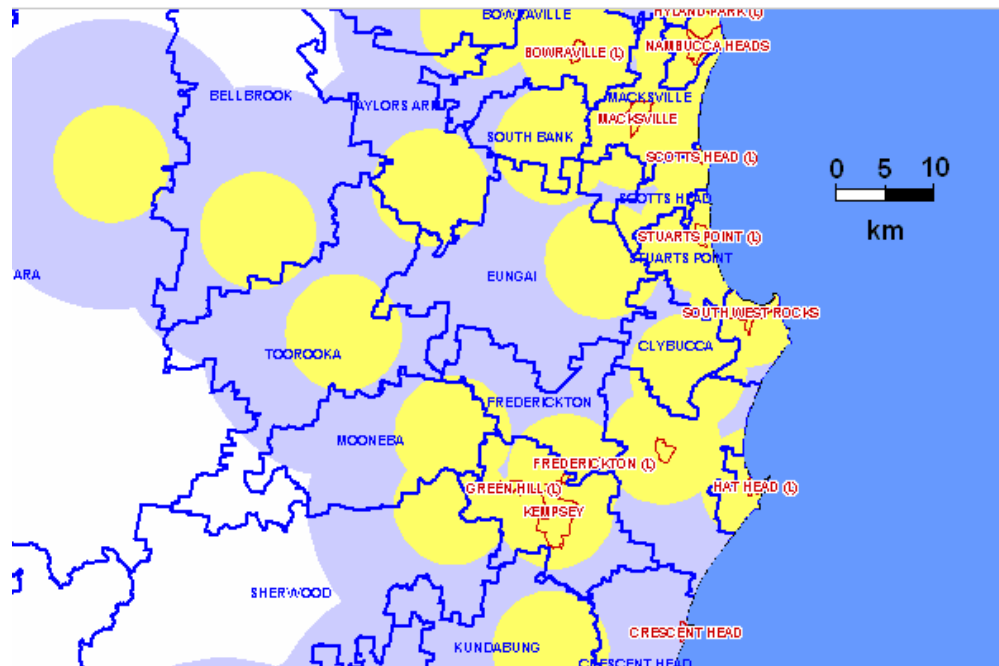 HYLAND PARK (L)
BOWRAVILLE
NAMBUCCA HEADS
BOWRAVILLE (L)
BELLBROOK
MACKSVILLE
TAYLORS ARM
MACKSVILLE
SOUTH BANK
SCOTTS HEAD (L)
0 5 10
km
SCOTTS HEAD
STUARTS POINT (L)
STUARTS POINT
ARA
EUNGAI
SOUTH WEST ROCKS
CLYBUCCA
TOOROOKA
FREDERICKTON
MOONEBA
FREDERICKTON (L)
GREEN HILL (L)
HAT HEAD (L)
KEMPSEY
SHERWOOD
CRESCENT HEAD
KUNDABUNG
CRESCENT HEAD